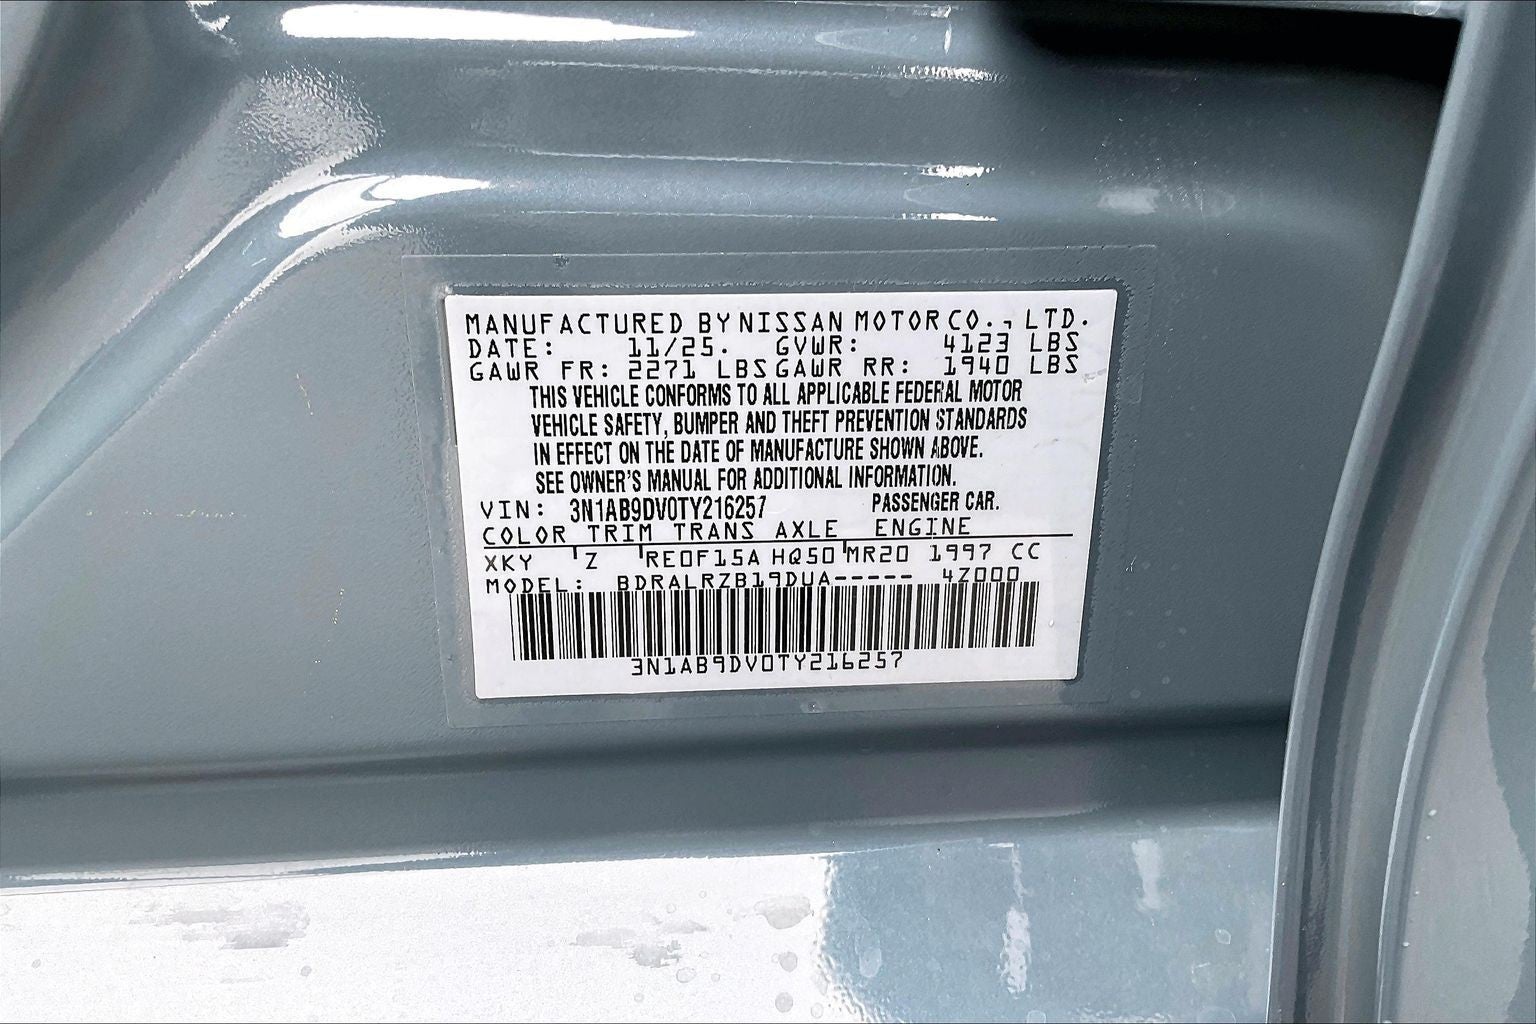 MANUFACTURED BY NISSAN MOTOR CO., LTD.
DATE: 11/25. GVWR: 4123 LBS
GAWR FR: 2271 LBS GAWR RR: 1940 LBS
THIS VEHICLE CONFORMS TO ALL APPLICABLE FEDERAL MOTOR
VEHICLE SAFETY, BUMPER AND THEFT PREVENTION STANDARDS
IN EFFECT ON THE DATE OF MANUFACTURE SHOWN ABOVE.
SEE OWNER'S MANUAL FOR ADDITIONAL INFORMATION.
VIN: 3N1AB9DV0TY216257 PASSENGER CAR.
COLOR TRIM TRANS AXLE ENGINE
XKY Z RE0F15A HQ50 MR20 1997 CC
MODEL: BDRALRZB19DUA----- 4Z000
3N1AB9DV0TY216257